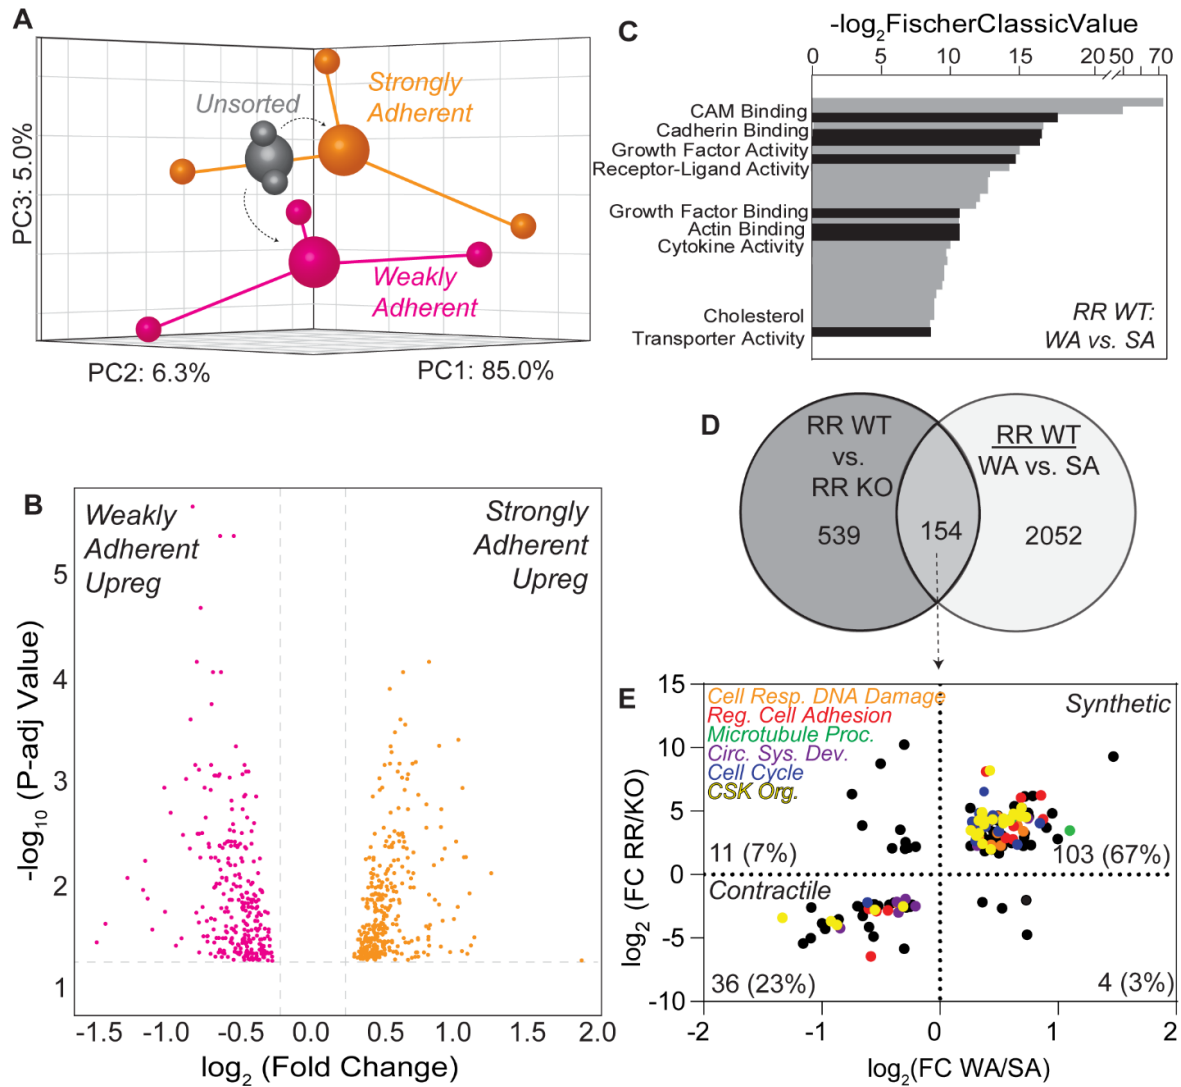 A
Unsorted
Strongly
Adherent
Weakly
Adherent
PC3: 5.0%
PC2: 6.3%
PC1: 85.0%
C
-log2FischerClassicValue
0 5 10 15 20 50 70
CAM Binding
Cadherin Binding
Growth Factor Activity
Receptor-Ligand Activity
Growth Factor Binding
Actin Binding
Cytokine Activity
Cholesterol
Transporter Activity
RR WT:
WA vs. SA
B
Weakly
Adherent
Upreg
Strongly
Adherent
Upreg
5
4
3
2
1
-log10 (P-adj Value)
-1.5 -1.0 -0.5 0.0 0.5 1.0 1.5 2.0
log2 (Fold Change)
D
RR WT
vs.
RR KO
539
154
RR WT
WA vs. SA
2052
E
Cell Resp. DNA Damage
Reg. Cell Adhesion
Microtubule Proc.
Circ. Sys. Dev.
Cell Cycle
CSK Org.
Synthetic
11 (7%)
103 (67%)
Contractile
36 (23%)
4 (3%)
15
10
5
0
-5
-10
log2 (FC RR/KO)
-2 -1 0 1 2
log2(FC WA/SA)